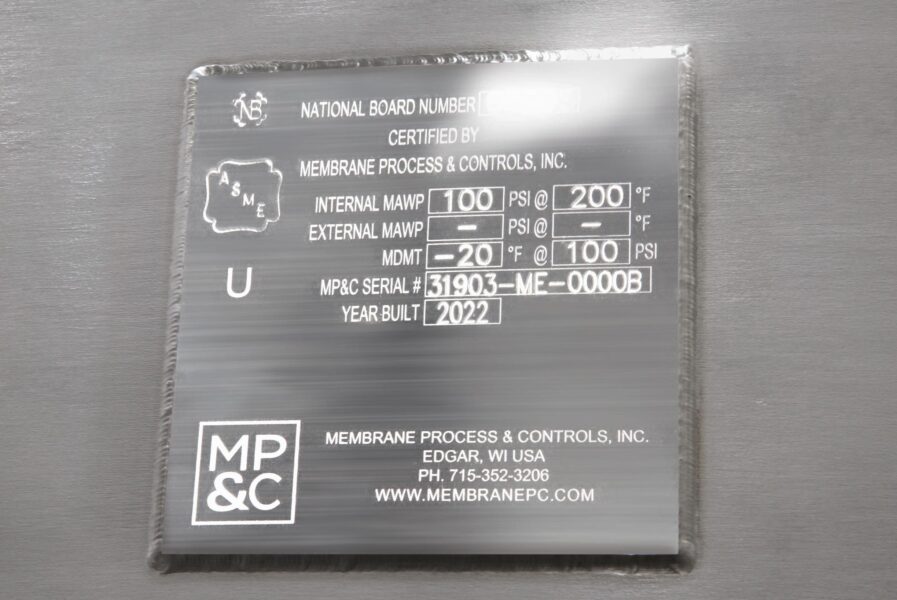 NB NATIONAL BOARD NUMBER
CERTIFIED BY
MEMBRANE PROCESS & CONTROLS, INC.
ASME
INTERNAL MAWP 100 PSI @ 200 °F
EXTERNAL MAWP – PSI @ – °F
MDMT -20 °F @ 100 PSI
U
MP&C SERIAL # 31903-ME-0000B
YEAR BUILT 2022
MP
&C
MEMBRANE PROCESS & CONTROLS, INC.
EDGAR, WI USA
PH. 715-352-3206
WWW.MEMBRANEPC.COM